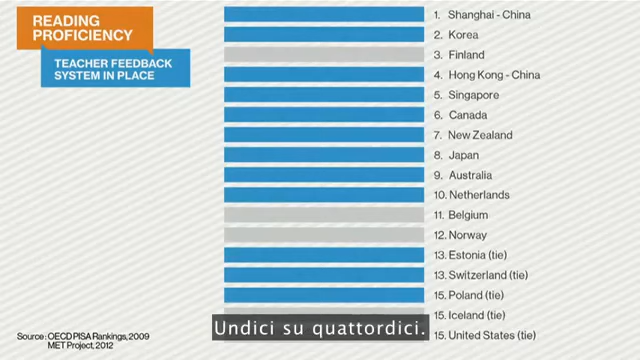 READING
PROFICIENCY
TEACHER FEEDBACK
SYSTEM IN PLACE
1. Shanghai - China
2. Korea
3. Finland
4. Hong Kong - China
5. Singapore
6. Canada
7. New Zealand
8. Japan
9. Australia
10. Netherlands
11. Belgium
12. Norway
13. Estonia (tie)
13. Switzerland (tie)
15. Poland (tie)
15. Iceland (tie)
15. United States (tie)
Undici su quattordici.
Source: OECD PISA Rankings, 2009
MET Project, 2012